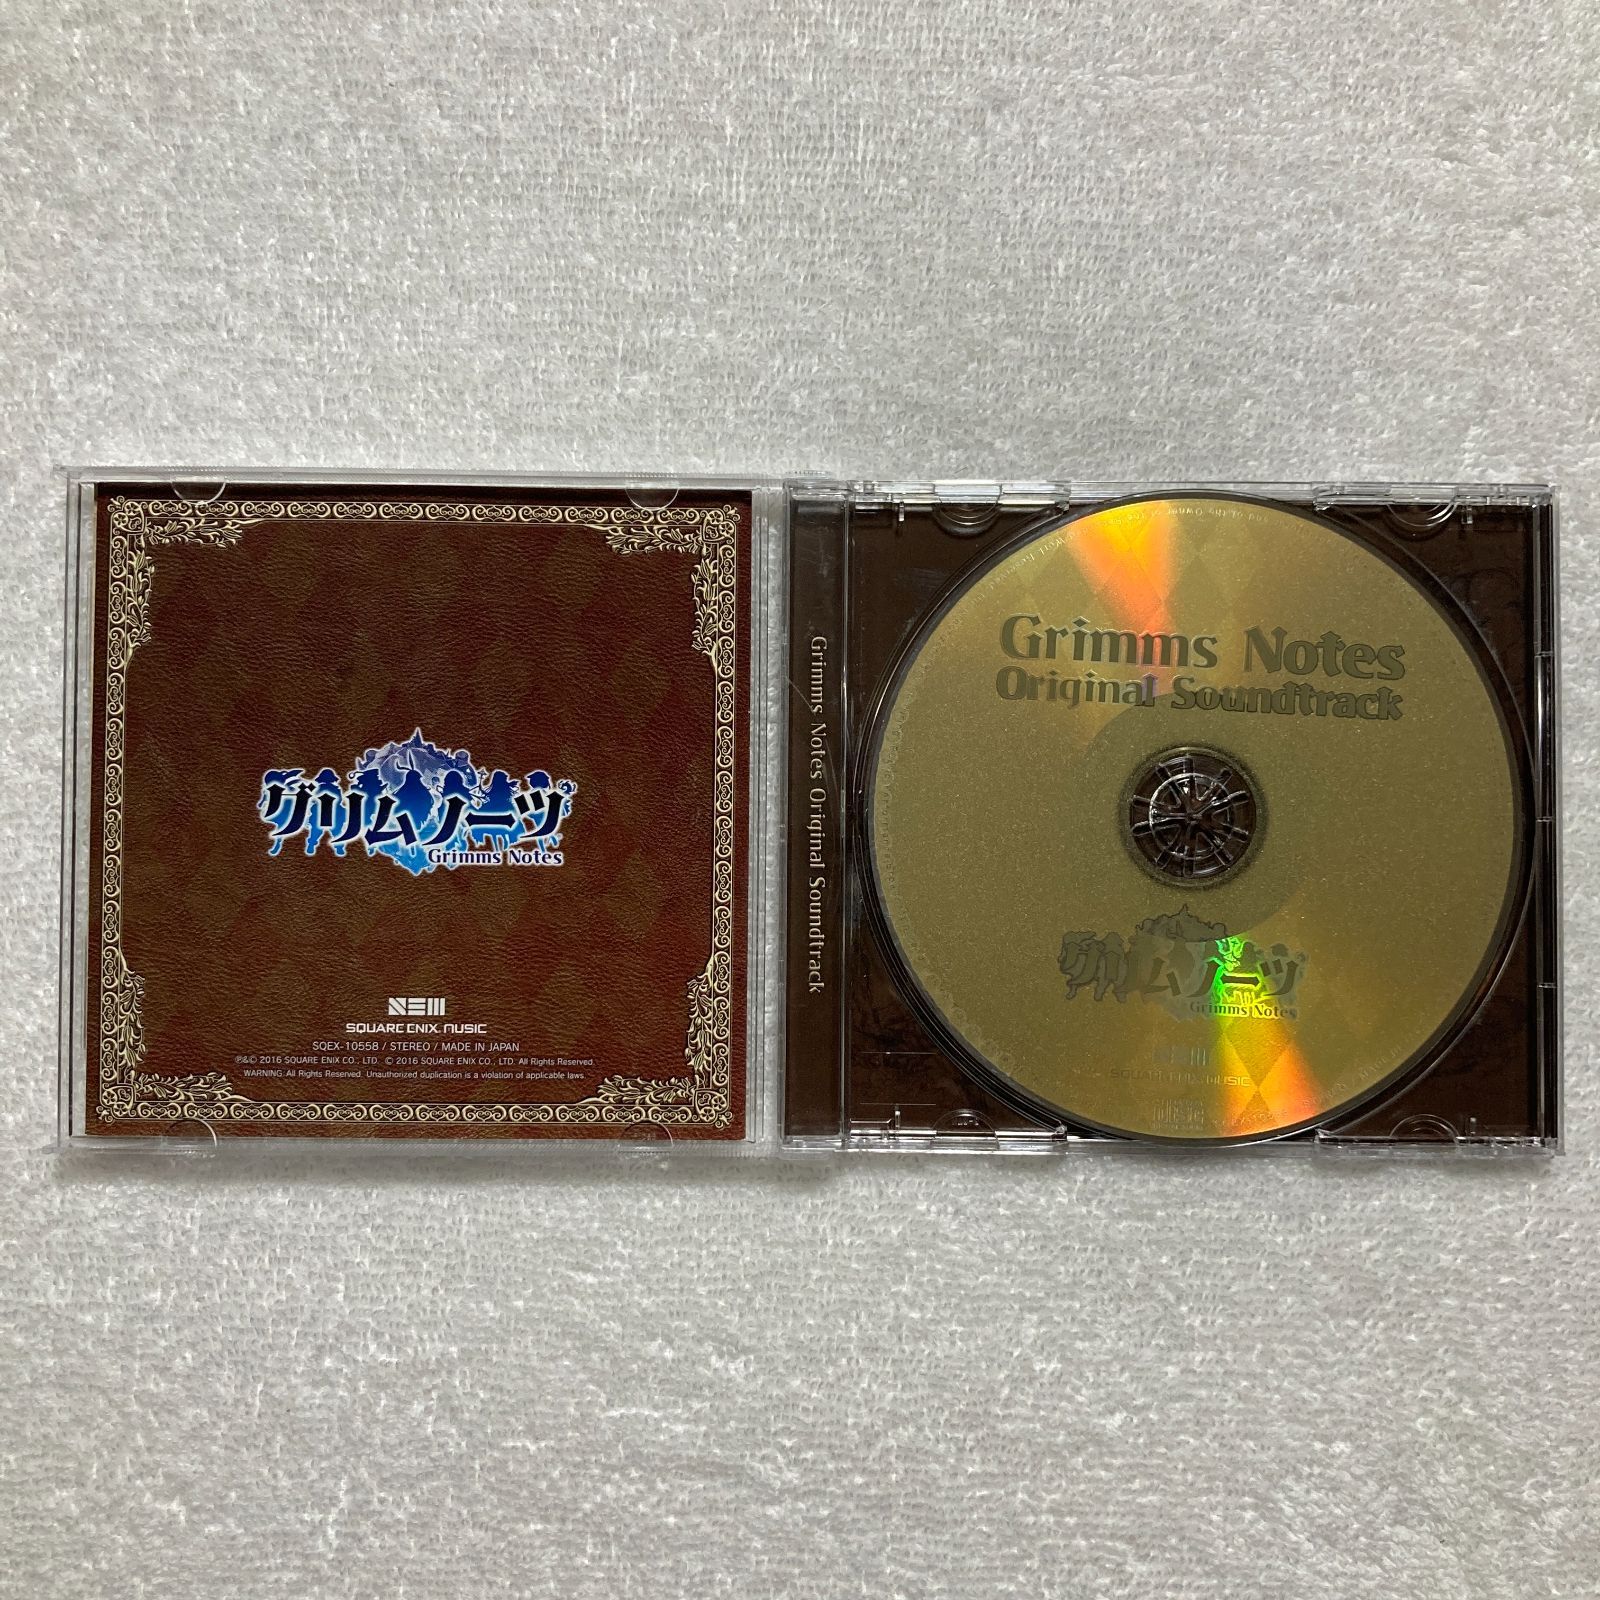 グリムノーツ
Grimms Notes
SQUARE ENIX MUSIC
SQEX-10558 / STEREO / MADE IN JAPAN
℗&© 2016 SQUARE ENIX CO., LTD. © 2016 SQUARE ENIX CO., LTD. All Rights Reserved.
WARNING: All Rights Reserved. Unauthorized duplication is a violation of applicable laws.
Grimms Notes Original Soundtrack
Grimms Notes
Original Soundtrack
グリムノーツ
Grimms Notes
SQUARE ENIX MUSIC